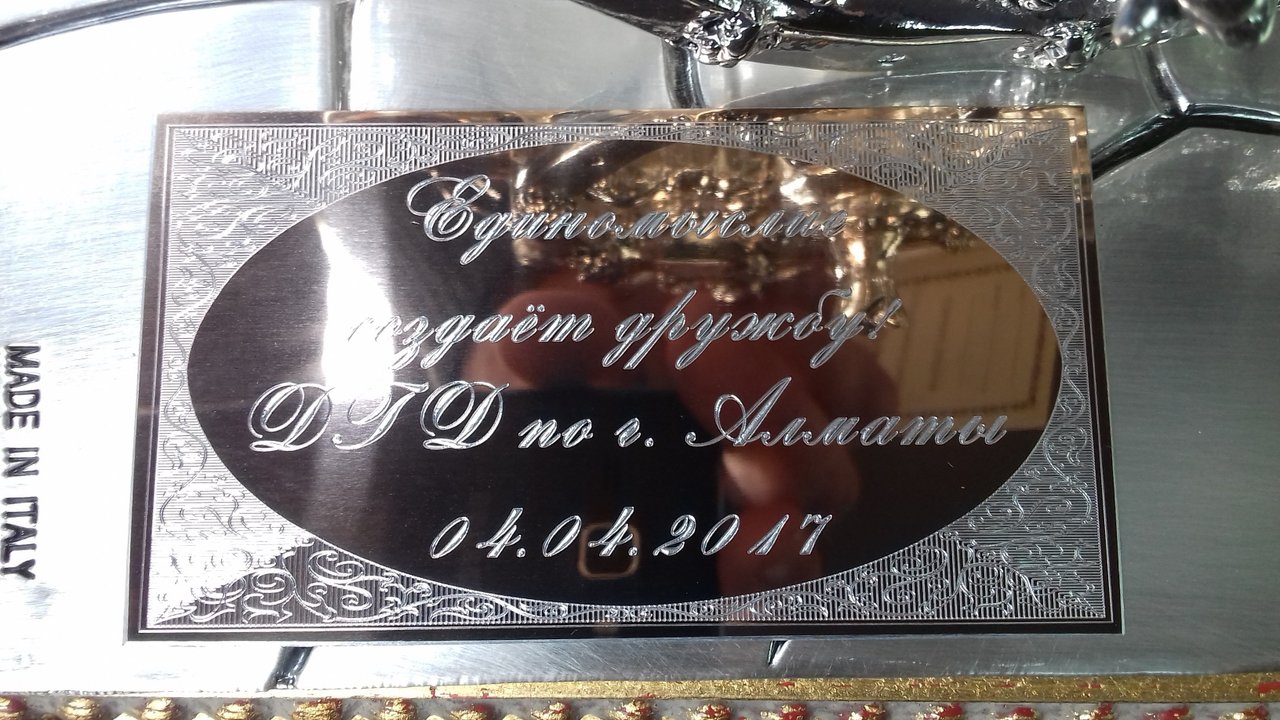 Единомыслие
создаёт дружбу!
ДГД по г. Алматы
04.04.2017
MADE IN ITALY